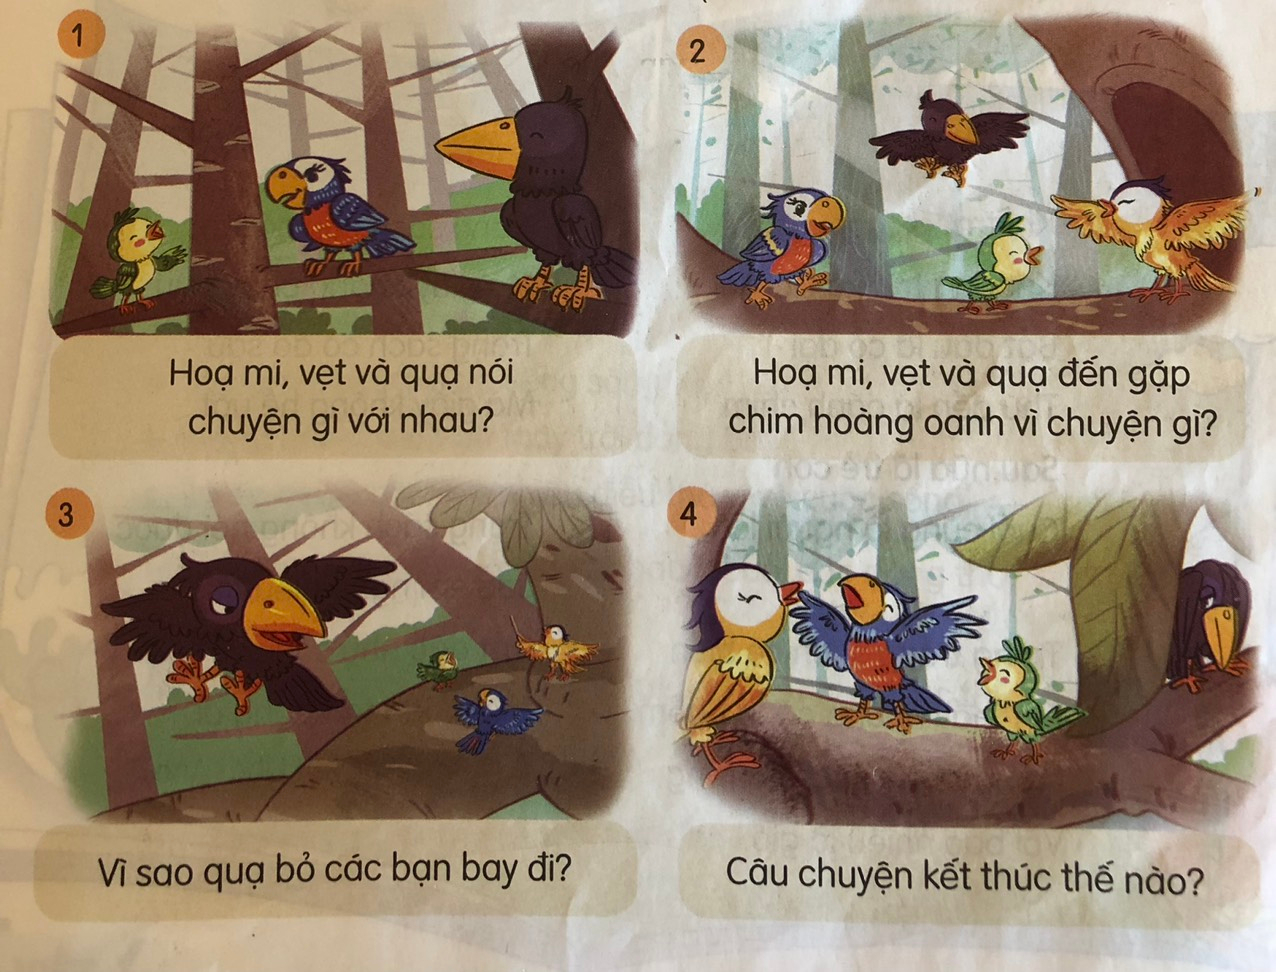 1
Hoạ mi, vẹt và quạ nói
chuyện gì với nhau?
2
Hoạ mi, vẹt và quạ đến gặp
chim hoàng oanh vì chuyện gì?
3
Vì sao quạ bỏ các bạn bay đi?
4
Câu chuyện kết thúc thế nào?